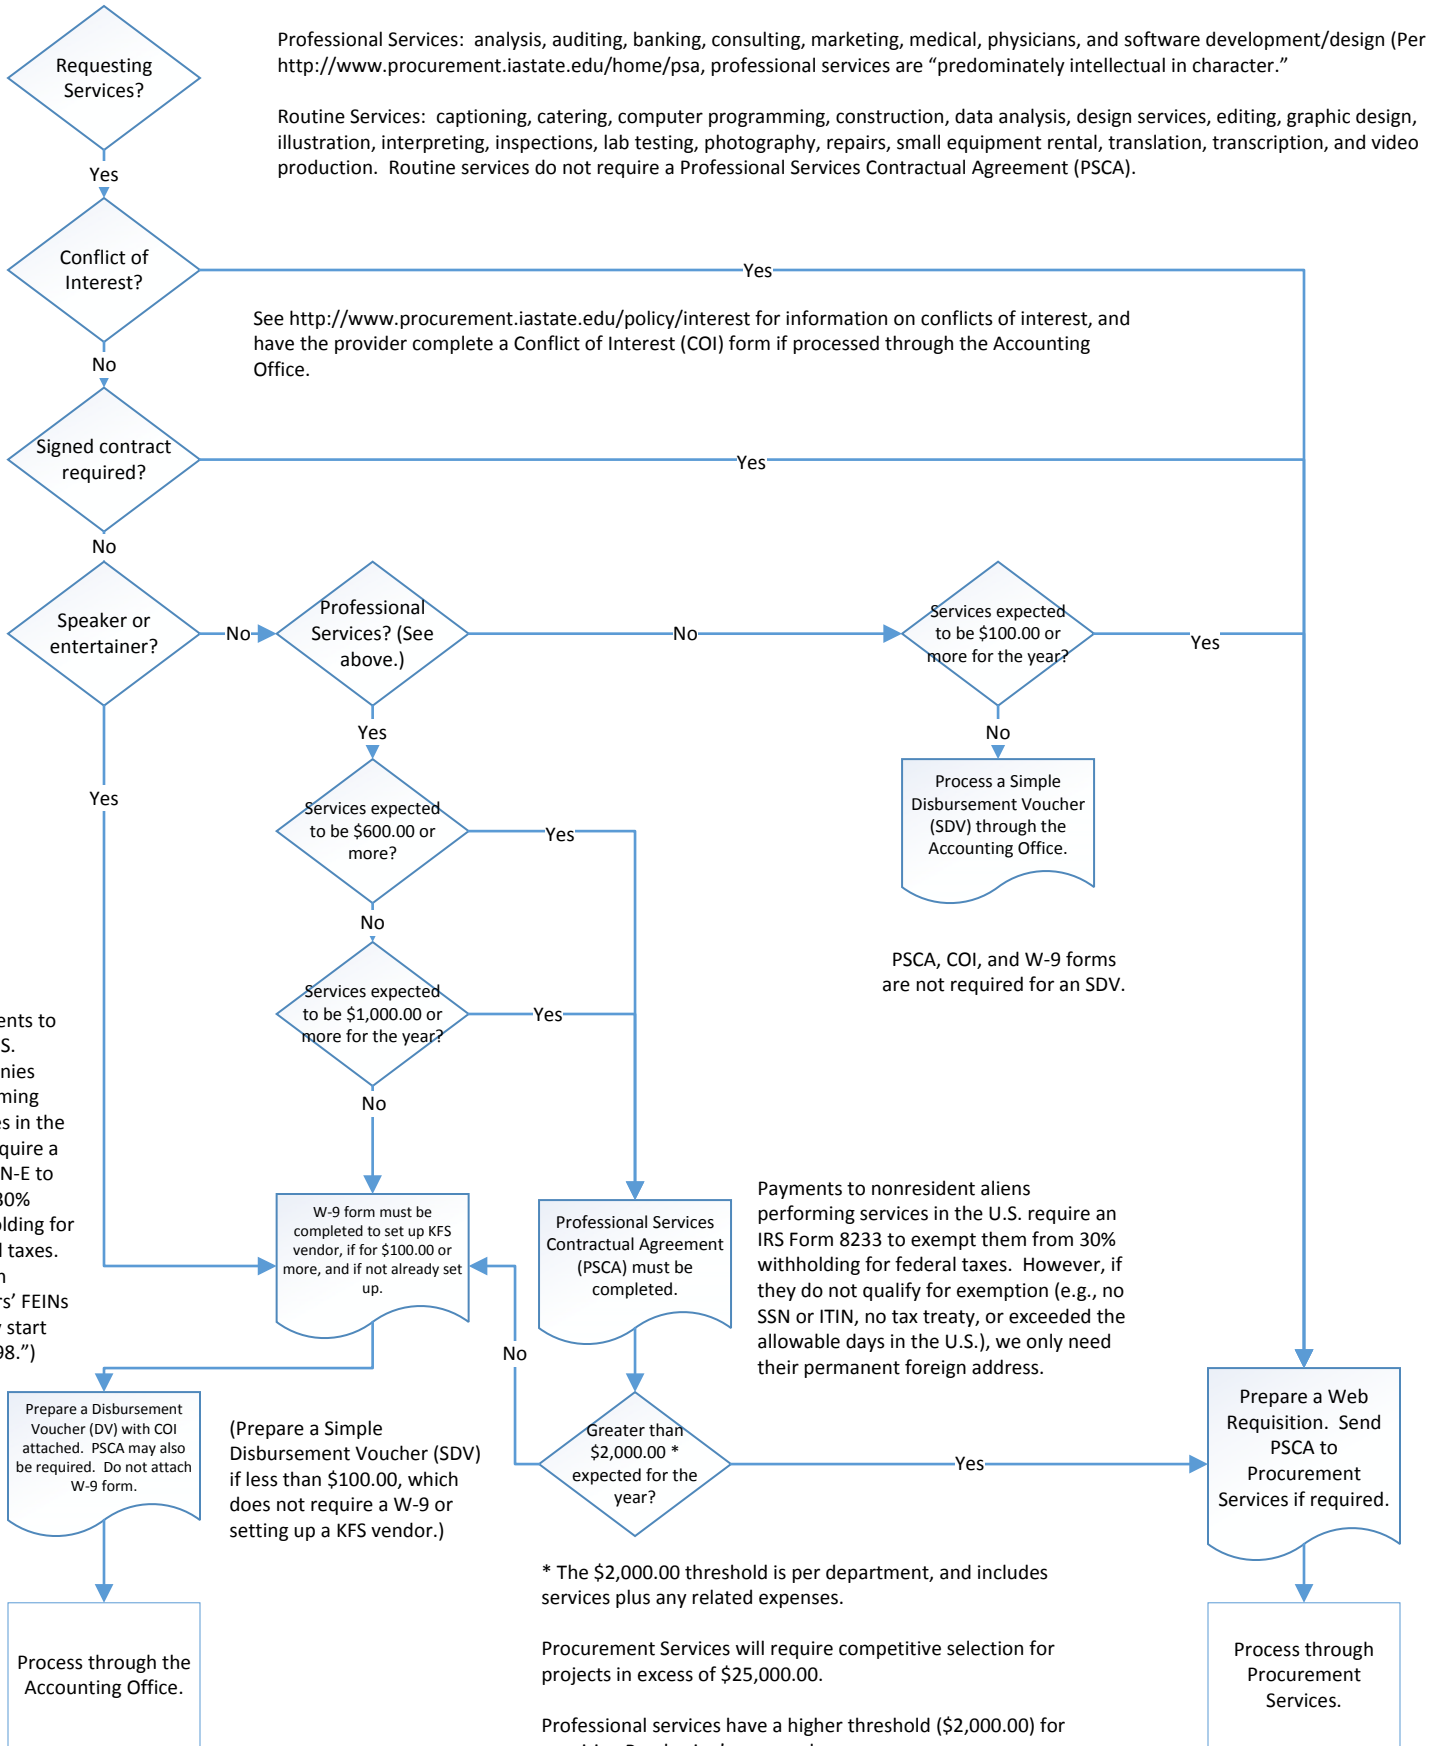 Professional Services:  analysis, auditing, banking, consulting, marketing, medical, physicians, and software development/design (Per
http://www.procurement.iastate.edu/home/psa, professional services are “predominately intellectual in character.”
Routine Services:  captioning, catering, computer programming, construction, data analysis, design services, editing, graphic design,
illustration, interpreting, inspections, lab testing, photography, repairs, small equipment rental, translation, transcription, and video
production.  Routine services do not require a Professional Services Contractual Agreement (PSCA).
Requesting
Services?
Yes
Conflict of
Interest?
Yes
See http://www.procurement.iastate.edu/policy/interest for information on conflicts of interest, and
have the provider complete a Conflict of Interest (COI) form if processed through the Accounting
Office.
No
Signed contract
required?
Yes
No
Speaker or
entertainer?
No
Professional
Services? (See
above.)
No
Services expected
to be $100.00 or
more for the year?
Yes
Yes
Yes
No
Services expected
to be $600.00 or
more?
Yes
Process a Simple
Disbursement Voucher
(SDV) through the
Accounting Office.
No
PSCA, COI, and W-9 forms
are not required for an SDV.
Services expected
to be $1,000.00 or
more for the year?
Yes
No
ents to
S.
nies
ming
es in the
quire a
N-E to
30%
olding for
l taxes.
n
rs’ FEINs
y start
98.”)
W-9 form must be
completed to set up KFS
vendor, if for $100.00 or
more, and if not already set
up.
Professional Services
Contractual Agreement
(PSCA) must be
completed.
Payments to nonresident aliens
performing services in the U.S. require an
IRS Form 8233 to exempt them from 30%
withholding for federal taxes.  However, if
they do not qualify for exemption (e.g., no
SSN or ITIN, no tax treaty, or exceeded the
allowable days in the U.S.), we only need
their permanent foreign address.
No
Prepare a Disbursement
Voucher (DV) with COI
attached.  PSCA may also
be required.  Do not attach
W-9 form.
(Prepare a Simple
Disbursement Voucher (SDV)
if less than $100.00, which
does not require a W-9 or
setting up a KFS vendor.)
Greater than
$2,000.00 *
expected for the
year?
Yes
Prepare a Web
Requisition.  Send
PSCA to
Procurement
Services if required.
* The $2,000.00 threshold is per department, and includes
services plus any related expenses.
Procurement Services will require competitive selection for
projects in excess of $25,000.00.
Professional services have a higher threshold ($2,000.00) for
Process through the
Accounting Office.
Process through
Procurement
Services.